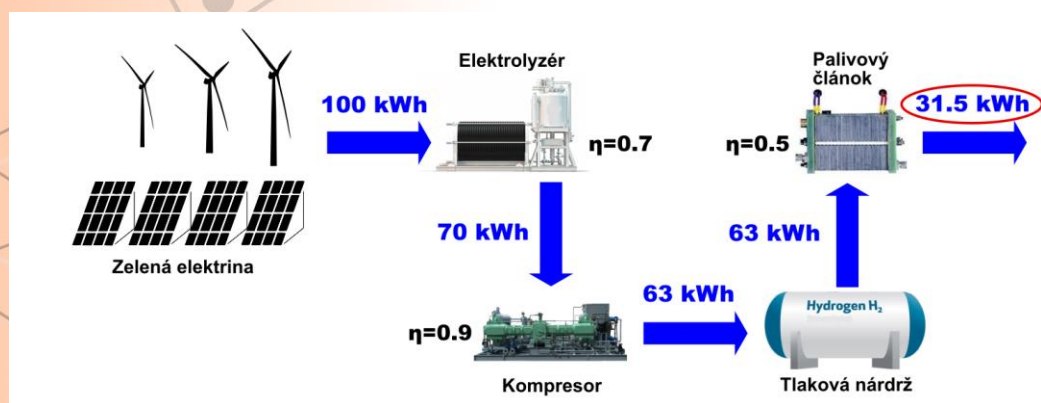 Zelená elektrina
100 kWh
Elektrolyzér
η=0.7
70 kWh
η=0.9
Kompresor
63 kWh
Hydrogen H₂
Tlaková nárdrž
63 kWh
Palivový
článok
η=0.5
31.5 kWh